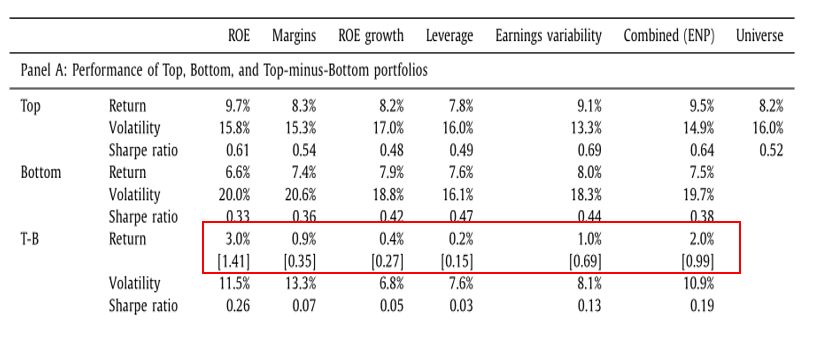 ROE Margins ROE growth Leverage Earnings variability Combined (ENP) Universe
Panel A: Performance of Top, Bottom, and Top-minus-Bottom portfolios
Top Return 9.7% 8.3% 8.2% 7.8% 9.1% 9.5% 8.2%
Volatility 15.8% 15.3% 17.0% 16.0% 13.3% 14.9% 16.0%
Sharpe ratio 0.61 0.54 0.48 0.49 0.69 0.64 0.52
Bottom Return 6.6% 7.4% 7.9% 7.6% 8.0% 7.5%
Volatility 20.0% 20.6% 18.8% 16.1% 18.3% 19.7%
Sharpe ratio 0.33 0.36 0.42 0.47 0.44 0.38
T-B Return 3.0% 0.9% 0.4% 0.2% 1.0% 2.0%
[1.41] [0.35] [0.27] [0.15] [0.69] [0.99]
Volatility 11.5% 13.3% 6.8% 7.6% 8.1% 10.9%
Sharpe ratio 0.26 0.07 0.05 0.03 0.13 0.19